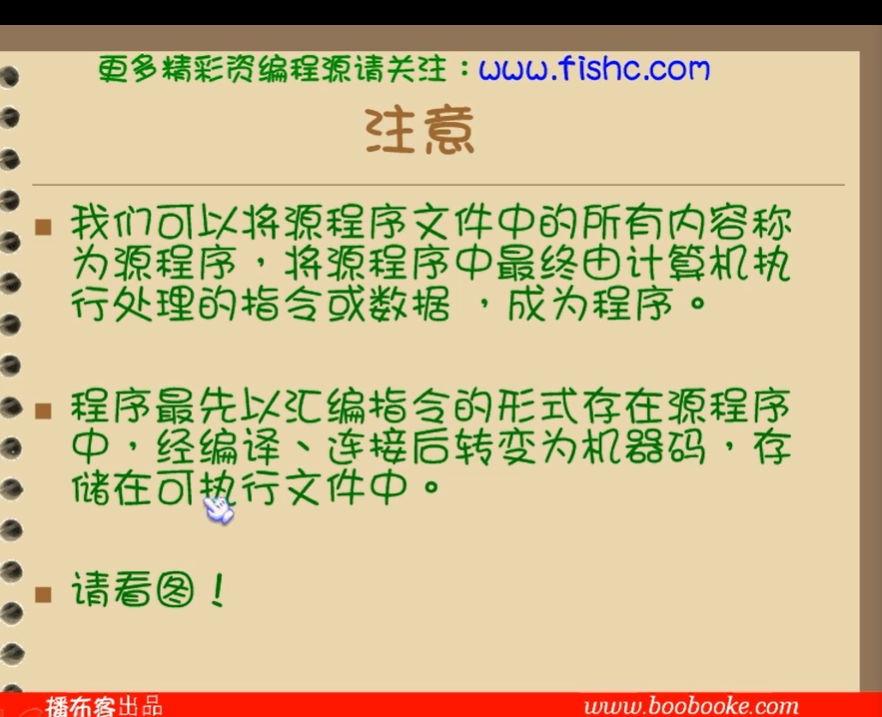 更多精彩资编程源请关注：www.fishc.com
注意
我们可以将源程序文件中的所有内容称
为源程序，将源程序中最终由计算机执
行处理的指令或数据 ，成为程序。
程序最先以汇编指令的形式存在源程序
中，经编译、连接后转变为机器码，存
储在可执行文件中。
请看图！
播布客出品
www.boobooke.com